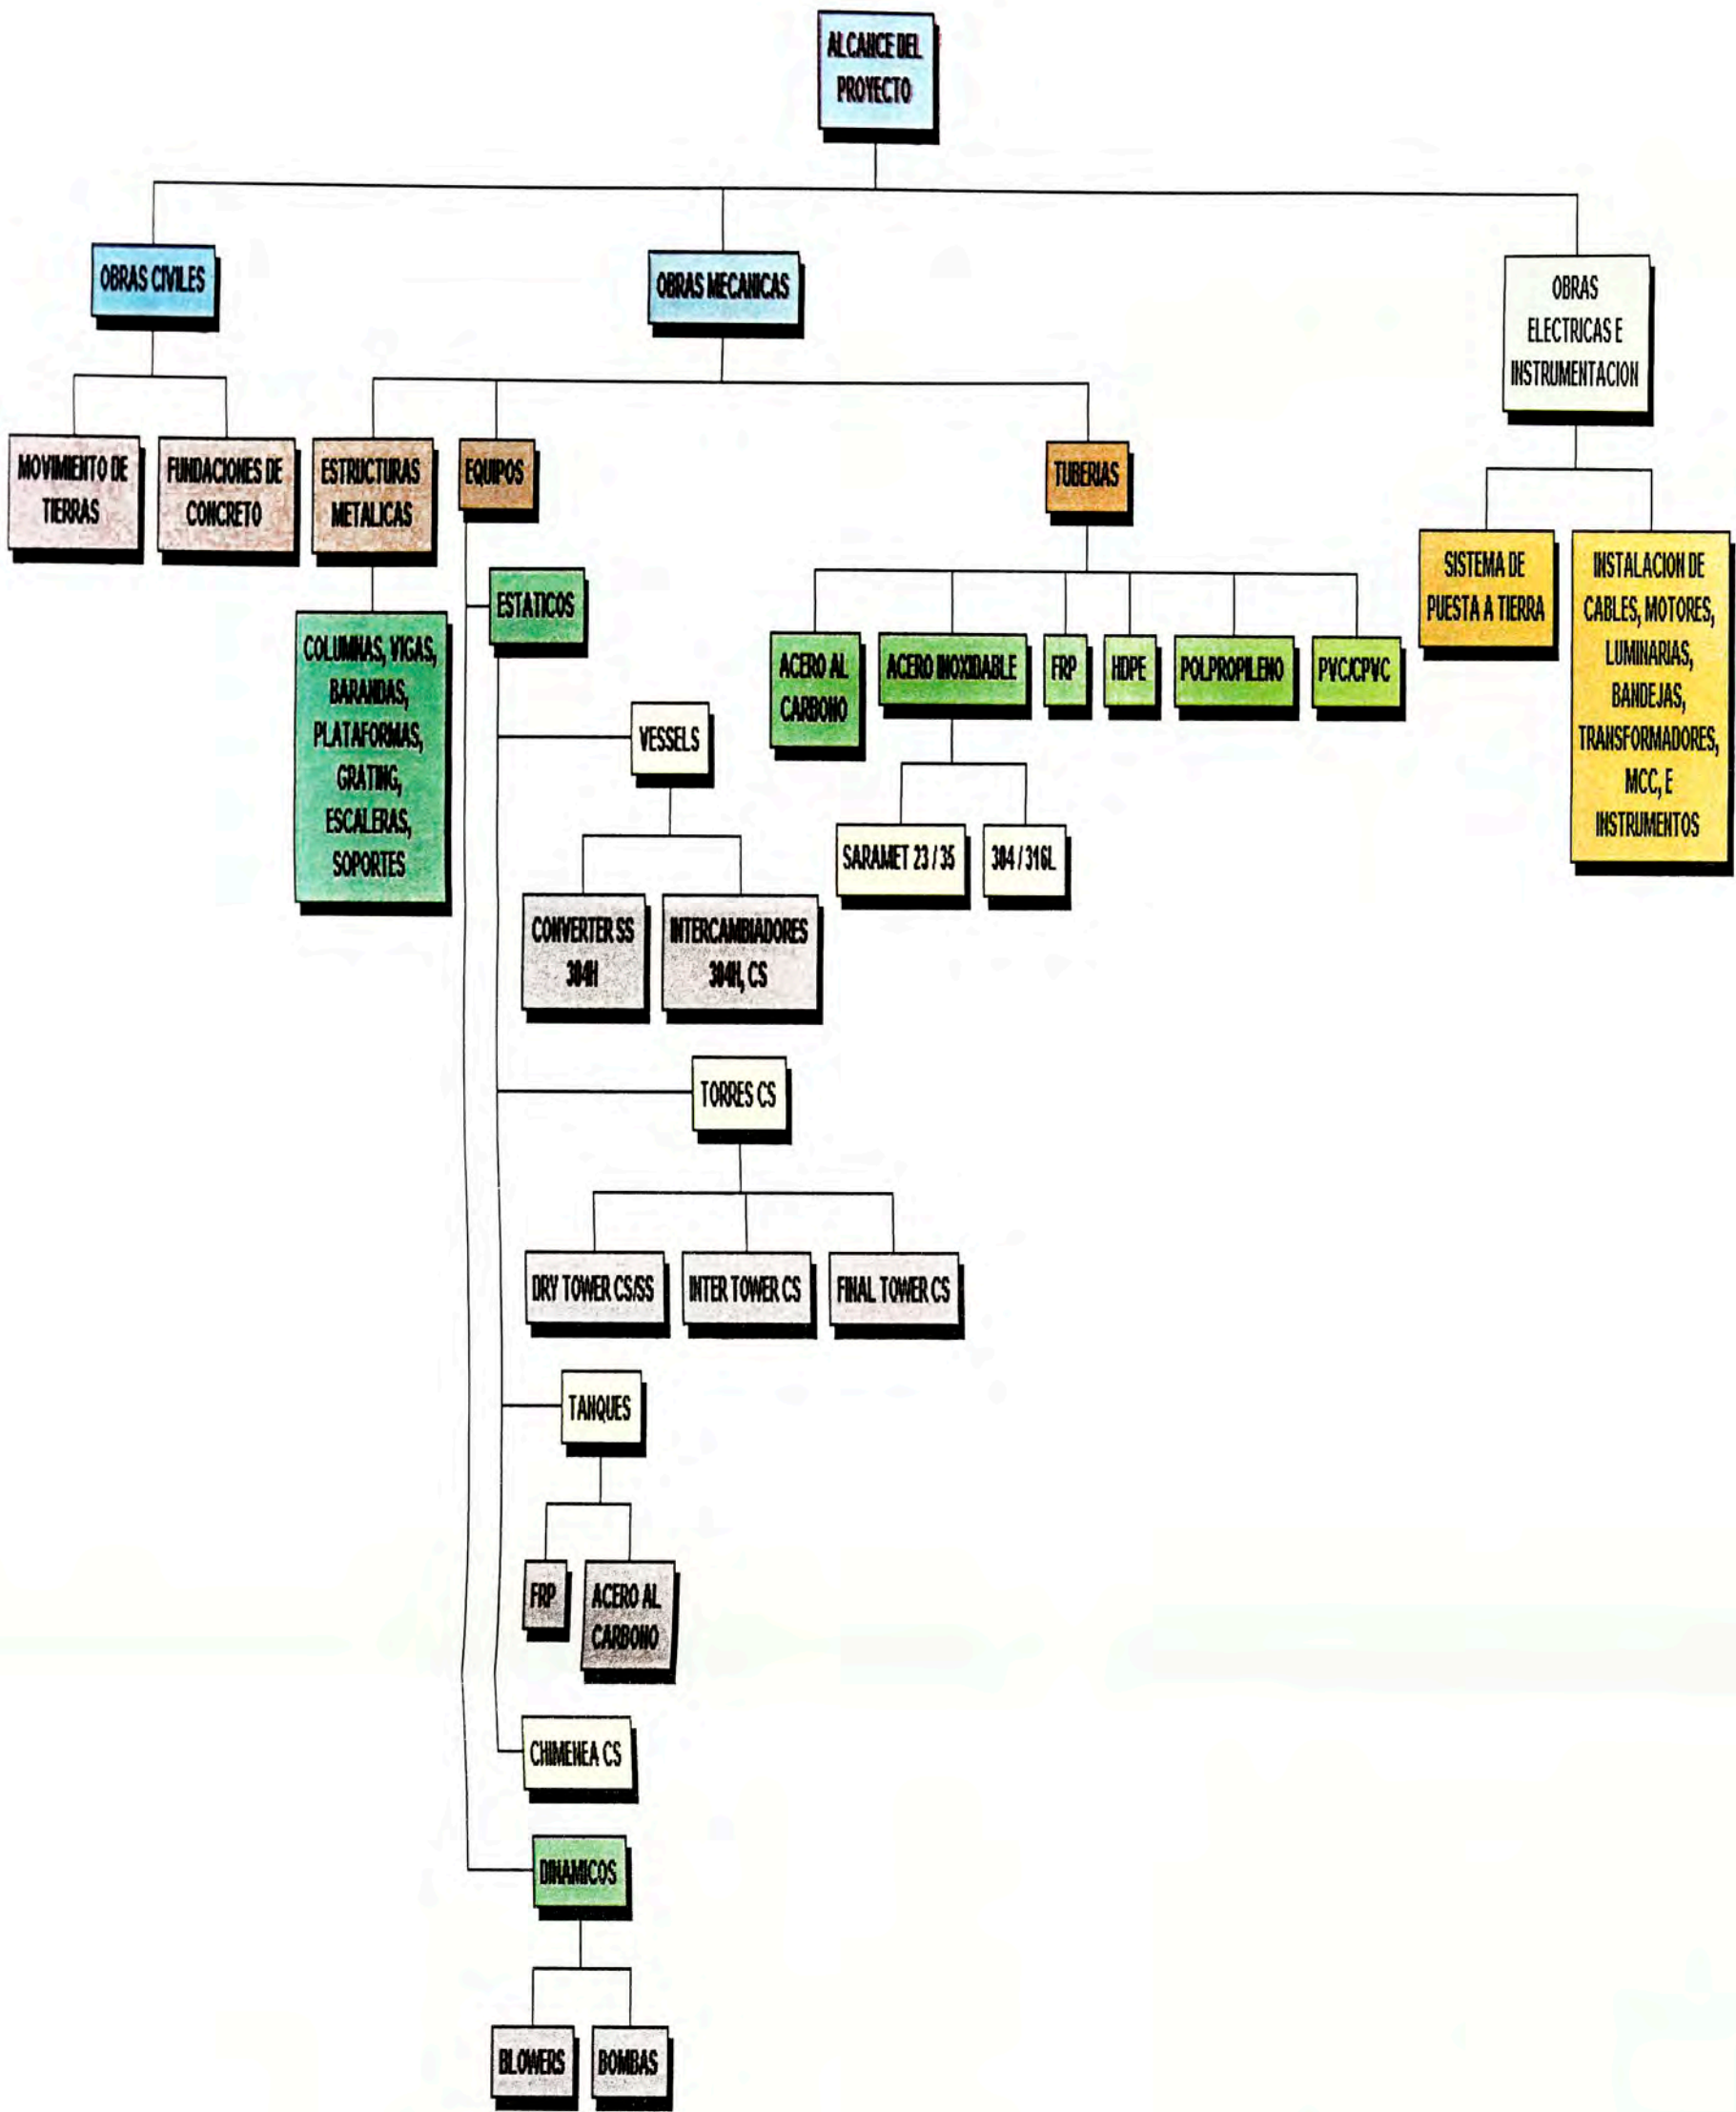 ALCANCE DEL
PROYECTO
OBRAS CIVILES
OBRAS MECANICAS
OBRAS
ELECTRICAS E
INSTRUMENTACION
MOVIMIENTO DE
TIERRAS
FUNDACIONES DE
CONCRETO
ESTRUCTURAS
METALICAS
EQUIPOS
TUBERIAS
SISTEMA DE
PUESTA A TIERRA
INSTALACION DE
CABLES, MOTORES,
LUMINARIAS,
BANDEJAS,
TRANSFORMADORES,
MCC, E
INSTRUMENTOS
COLUMNAS, VIGAS,
BARANDAS,
PLATAFORMAS,
GRATING,
ESCALERAS,
SOPORTES
ESTATICOS
ACERO AL
CARBONO
ACERO INOXIDABLE
FRP
HDPE
POLPROPILENO
PVC/CPVC
SARAMET 23 / 35
304 / 316L
VESSELS
CONVERTER SS
304H
INTERCAMBIADORES
304H, CS
TORRES CS
DRY TOWER CS/SS
INTER TOWER CS
FINAL TOWER CS
TANQUES
FRP
ACERO AL
CARBONO
CHIMENEA CS
DINAMICOS
BLOWERS
BOMBAS